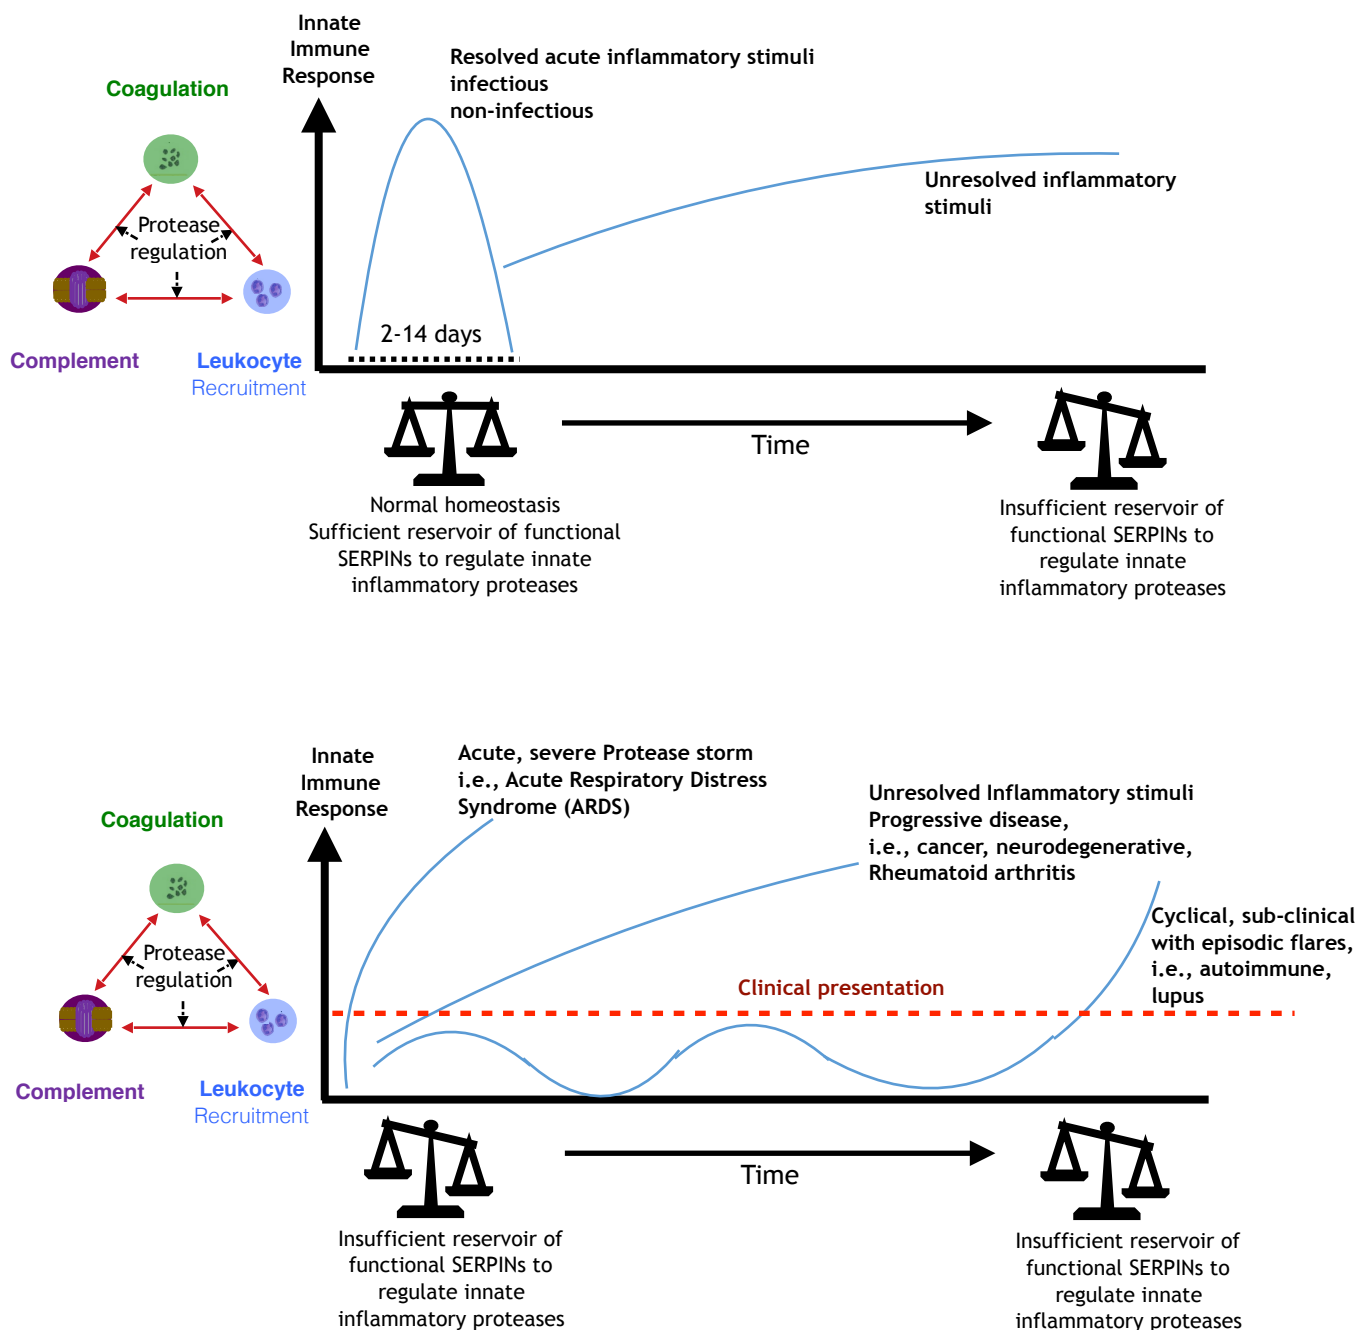 Innate
Immune
Response
Resolved acute inflammatory stimuli
infectious
non-infectious
Coagulation
Protease
regulation
Complement
Leukocyte
Recruitment
Unresolved inflammatory
stimuli
2-14 days
Time
Normal homeostasis
Sufficient reservoir of functional
SERPINs to regulate innate
inflammatory proteases
Insufficient reservoir of
functional SERPINs to
regulate innate
inflammatory proteases
Innate
Immune
Response
Acute, severe Protease storm
i.e., Acute Respiratory Distress
Syndrome (ARDS)
Coagulation
Protease
regulation
Complement
Leukocyte
Recruitment
Unresolved Inflammatory stimuli
Progressive disease,
i.e., cancer, neurodegenerative,
Rheumatoid arthritis
Cyclical, sub-clinical
with episodic flares,
i.e., autoimmune,
lupus
Clinical presentation
Time
Insufficient reservoir of
functional SERPINs to
regulate innate
inflammatory proteases
Insufficient reservoir of
functional SERPINs to
regulate innate
inflammatory proteases